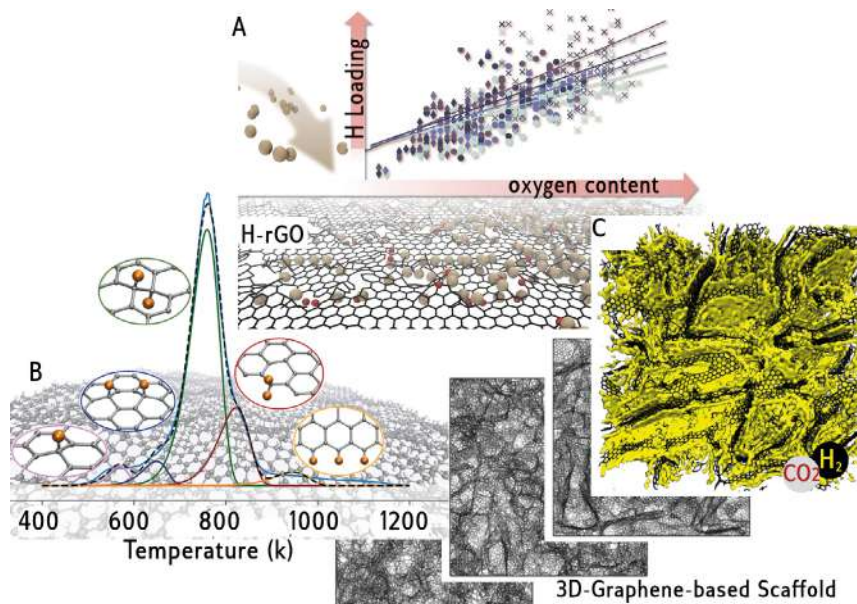 A
H Loading
oxygen content
H-rGO
C
B
CO2
H2
400 600 800 1000 1200
Temperature (k)
3D-Graphene-based Scaffold